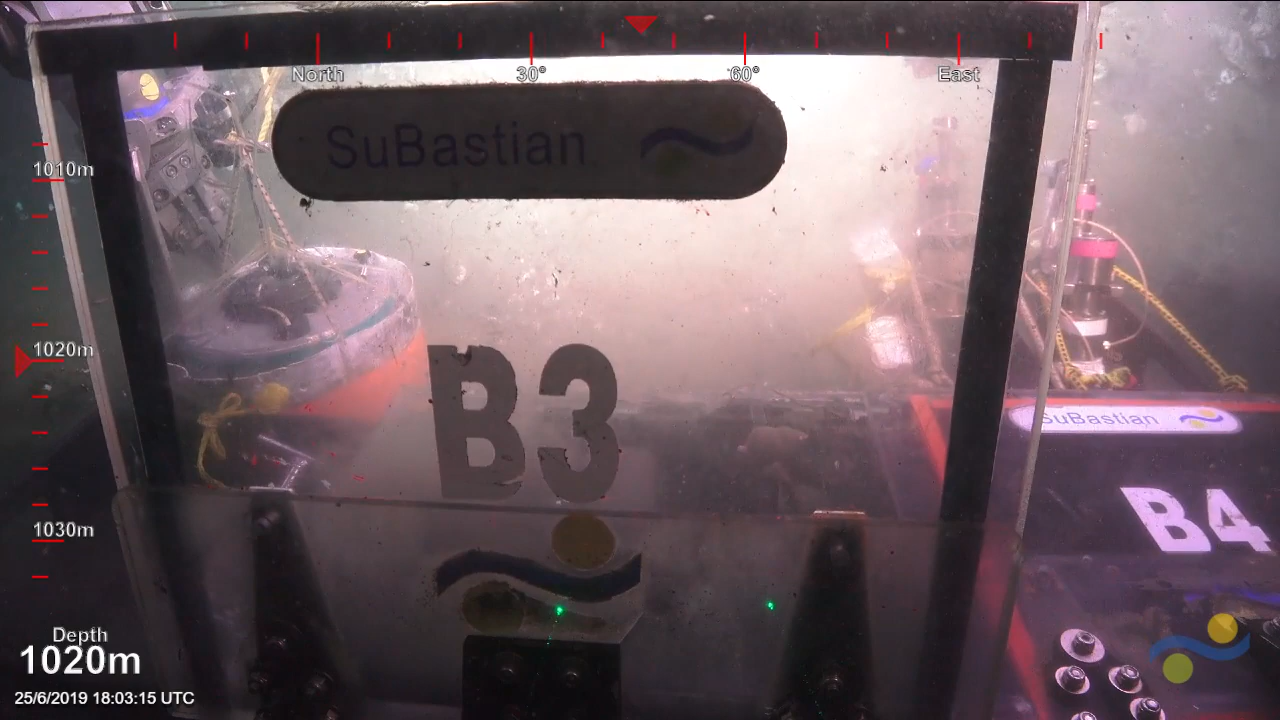 North 30° 60° East
SuBastian
1010m
1020m
B3
SuBastian
B4
1030m
Depth
1020m
25/6/2019 18:03:15 UTC